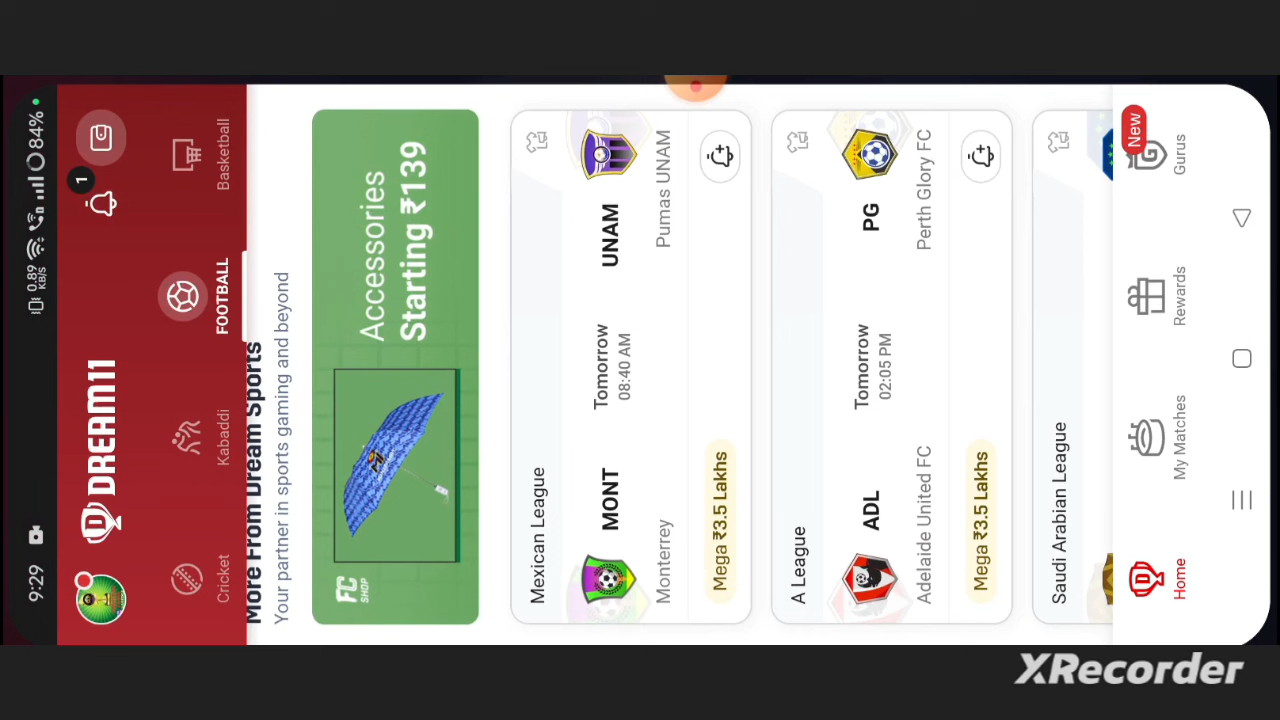 9:29
0.89 KB/S
84%
DREAM11
1
Cricket
Kabaddi
FOOTBALL
Basketball
More From Dream Sports
Your partner in sports gaming and beyond
FC SHOP
Accessories
Starting ₹139
Mexican League
MONT
Tomorrow
UNAM
08:40 AM
Monterrey
Pumas UNAM
Mega ₹3.5 Lakhs
A League
ADL
Tomorrow
PG
02:05 PM
Adelaide United FC
Perth Glory FC
Mega ₹3.5 Lakhs
Saudi Arabian League
New
Home
My Matches
Rewards
Gurus
XRecorder